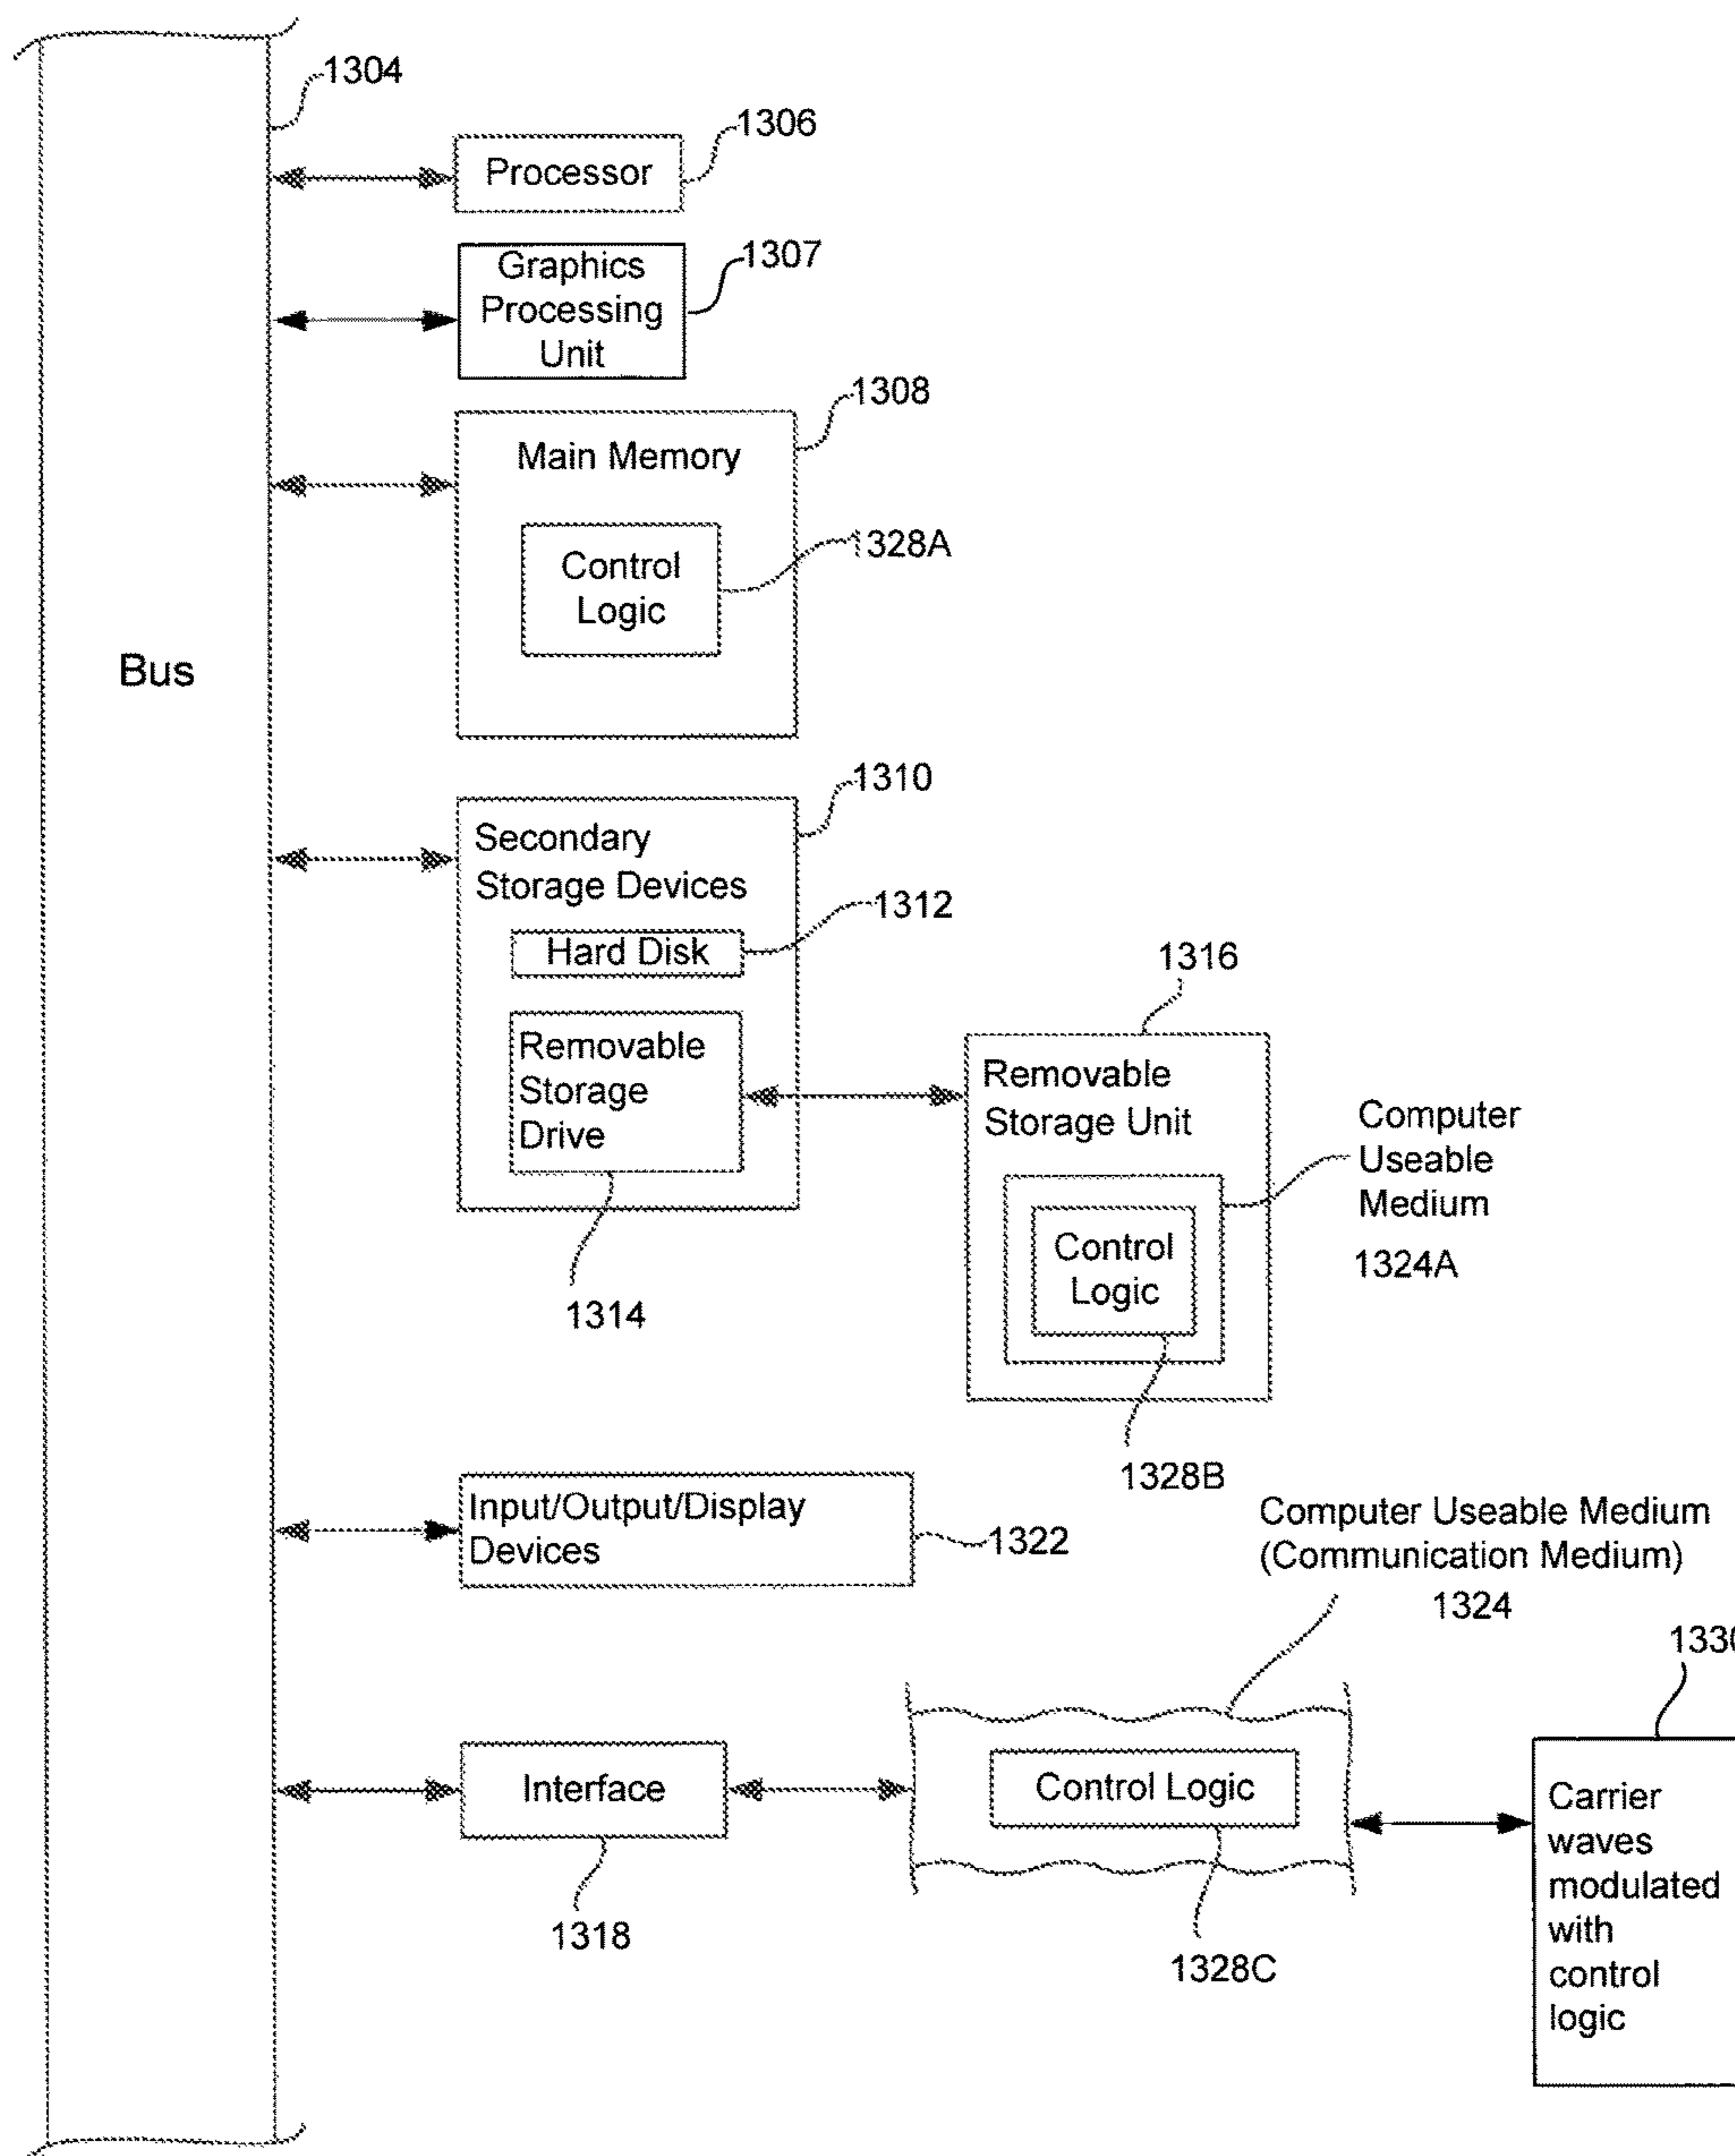 1304
1306
Processor
1307
Graphics
Processing
Unit
1308
Main Memory
1328A
Control
Logic
Bus
1310
Secondary
Storage Devices
1312
Hard Disk
1316
Removable
Storage
Drive
Removable
Storage Unit
Computer
Useable
Medium
1324A
Control
Logic
1314
1328B
Input/Output/Display
Devices
1322
Computer Useable Medium
(Communication Medium)
1324
Interface
Control Logic
Carrier
waves
modulated
with
control
logic
1318
1328C